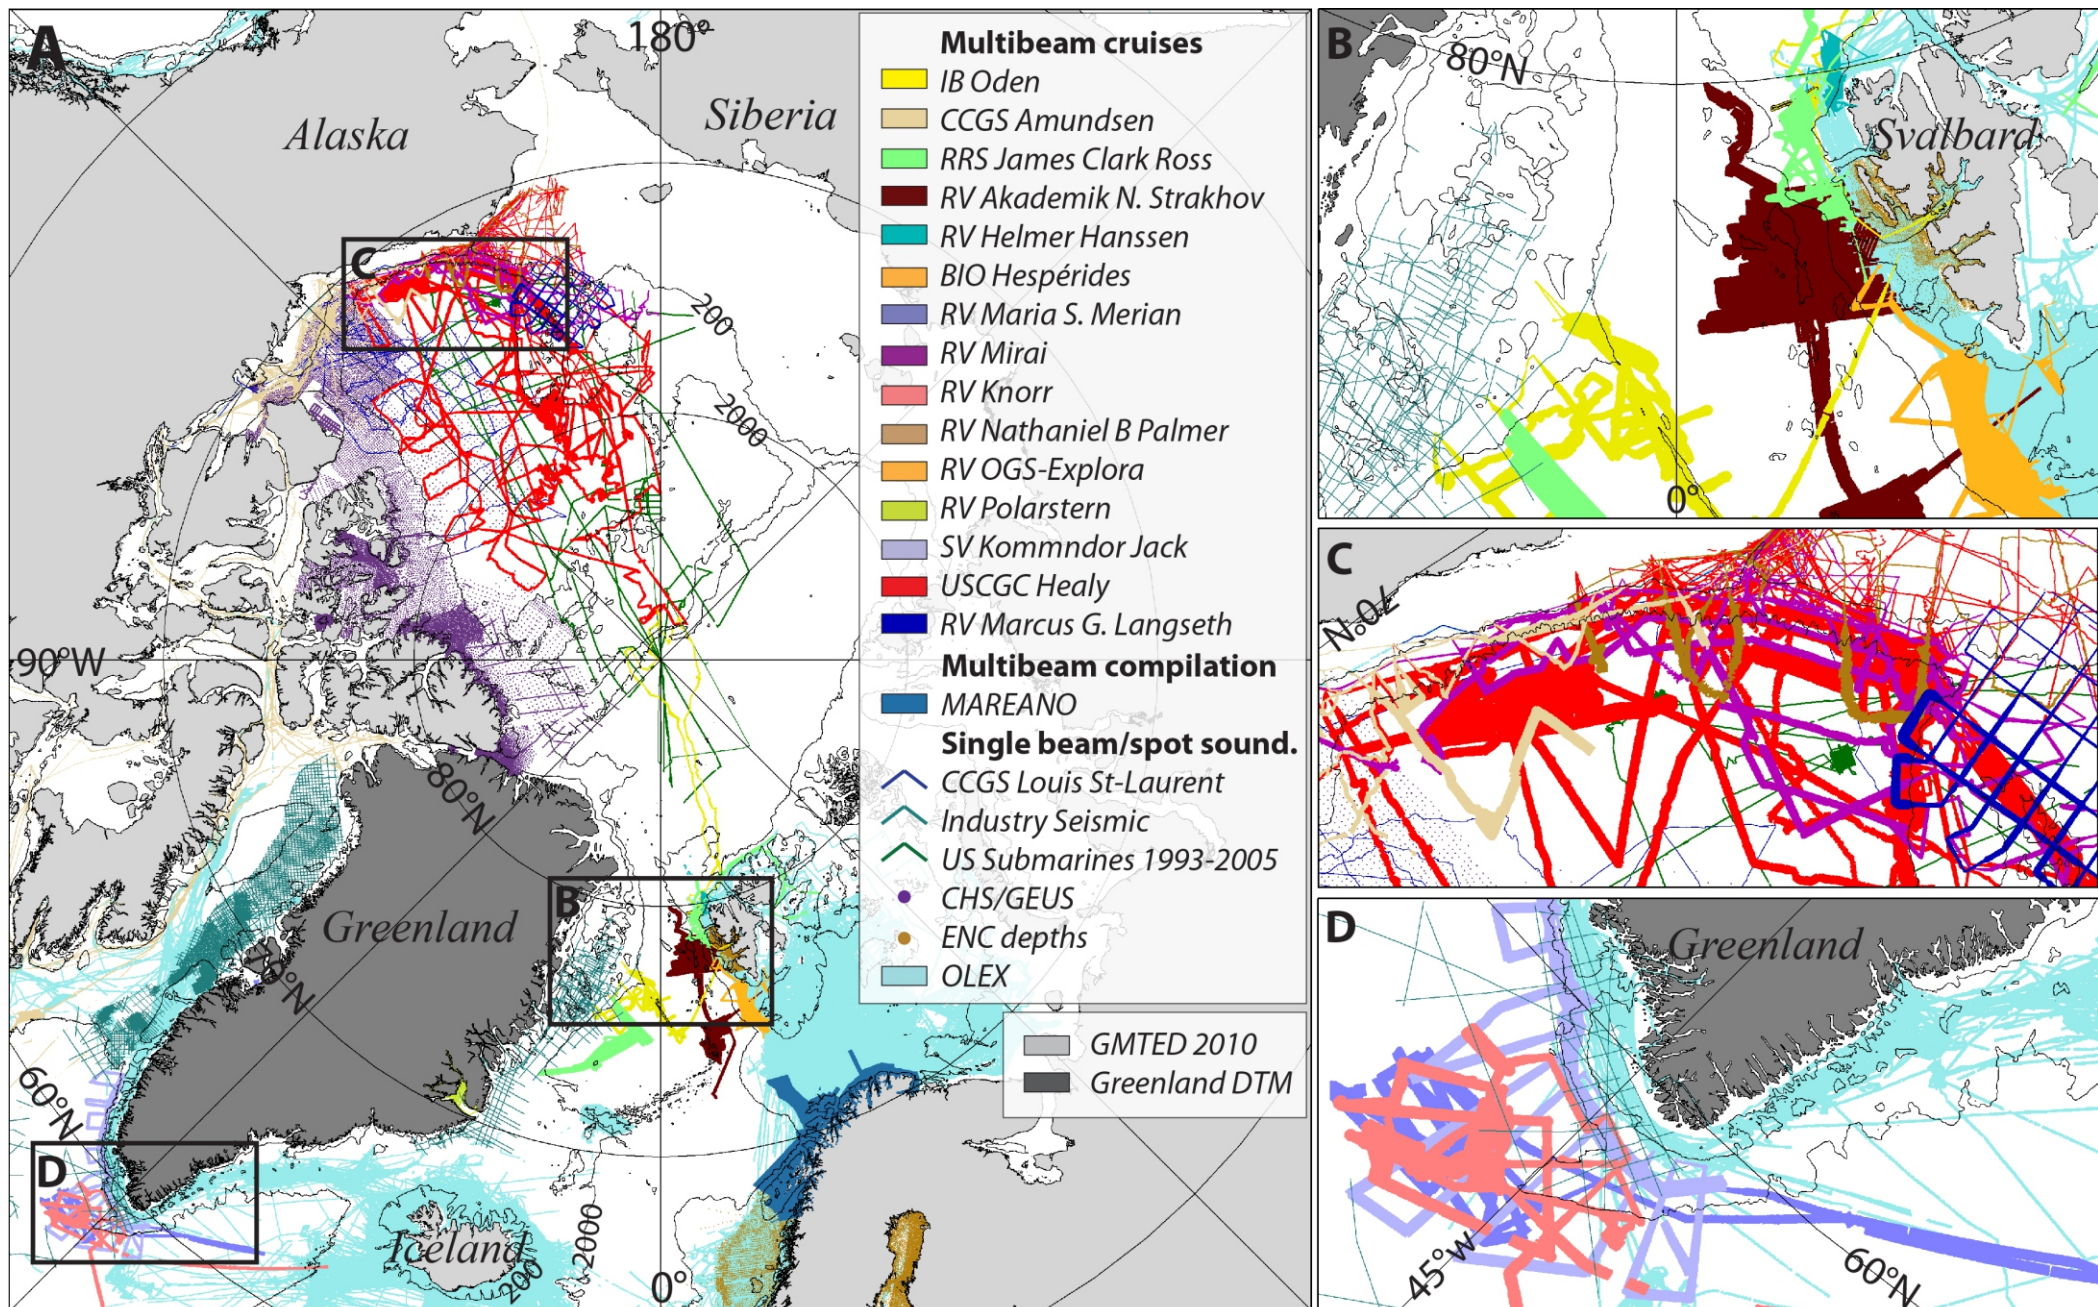 A
180°
Alaska
Siberia
C
200
2000
90°W
80°N
Greenland
70°N
B
60°N
D
Iceland
200
2000
0°
Multibeam cruises
IB Oden
CCGS Amundsen
RRS James Clark Ross
RV Akademik N. Strakhov
RV Helmer Hanssen
BIO Hespérides
RV Maria S. Merian
RV Mirai
RV Knorr
RV Nathaniel B Palmer
RV OGS-Explora
RV Polarstern
SV Kommndor Jack
USCGC Healy
RV Marcus G. Langseth
Multibeam compilation
MAREANO
Single beam/spot sound.
CCGS Louis St-Laurent
Industry Seismic
US Submarines 1993-2005
CHS/GEUS
ENC depths
OLEX
GMTED 2010
Greenland DTM
B
80°N
Svalbard
0°
C
70°N
D
Greenland
45°W
60°N